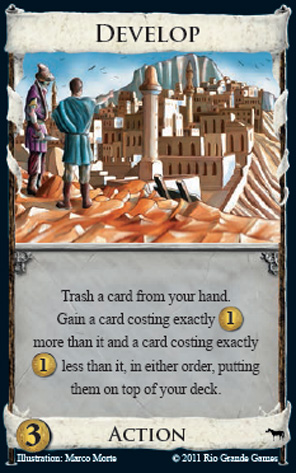 DEVELOP
Trash a card from your hand.
Gain a card costing exactly 1
more than it and a card costing exactly
1 less than it, in either order, putting
them on top of your deck.
3
ACTION
Illustration: Marco Morte
© 2011 Rio Grande Games